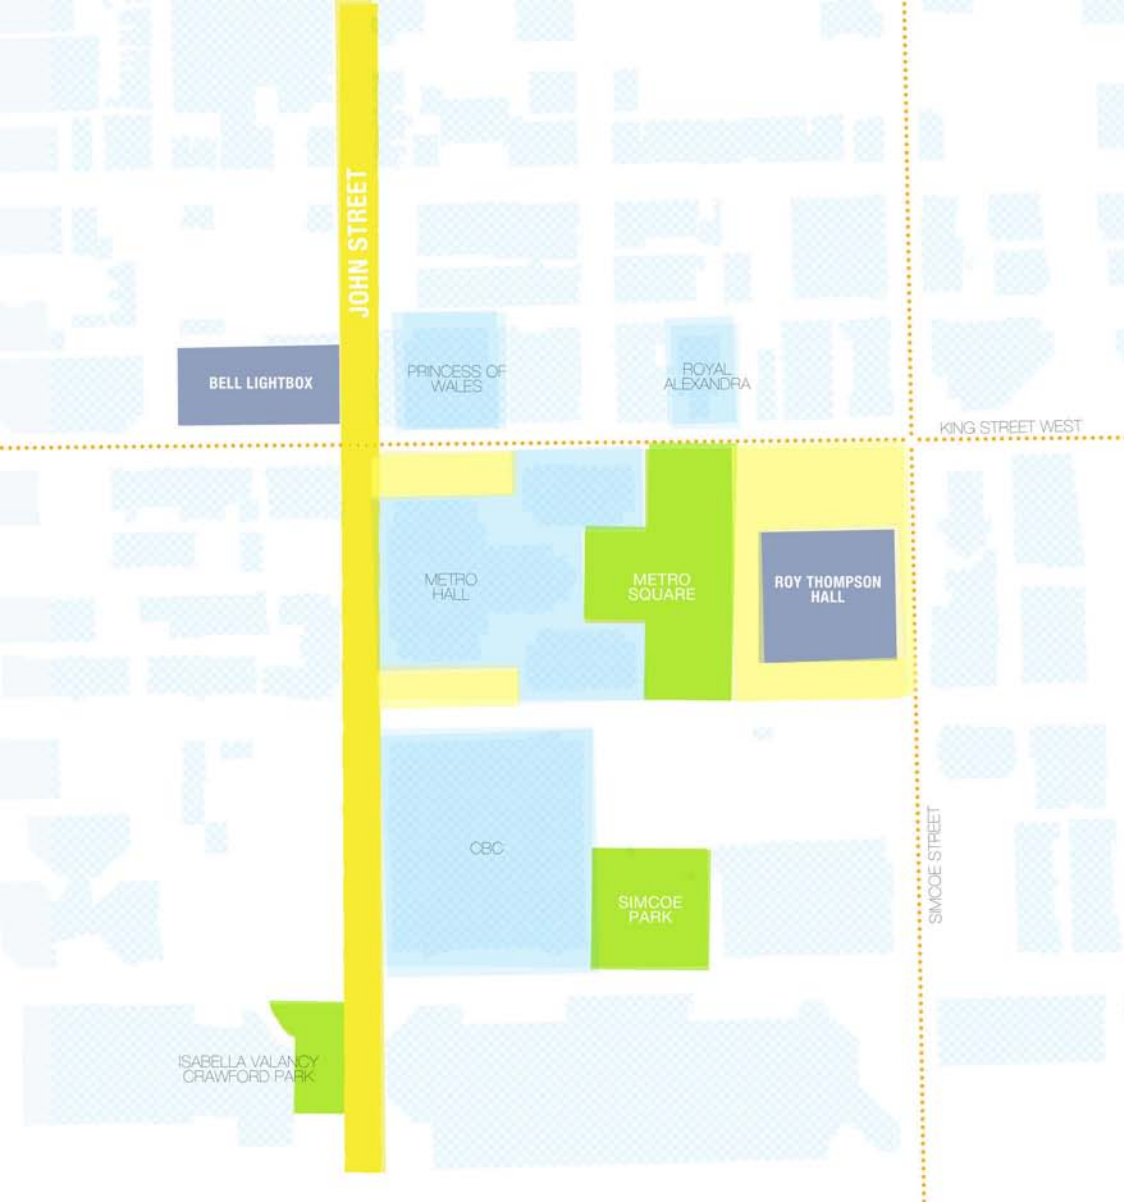 JOHN STREET
BELL LIGHTBOX
PRINCESS OF
WALES
ROYAL
ALEXANDRA
KING STREET WEST
METRO
HALL
METRO
SQUARE
ROY THOMPSON
HALL
CBC
SIMCOE
PARK
SIMCOE STREET
ISABELLA VALANCY
CRAWFORD PARK